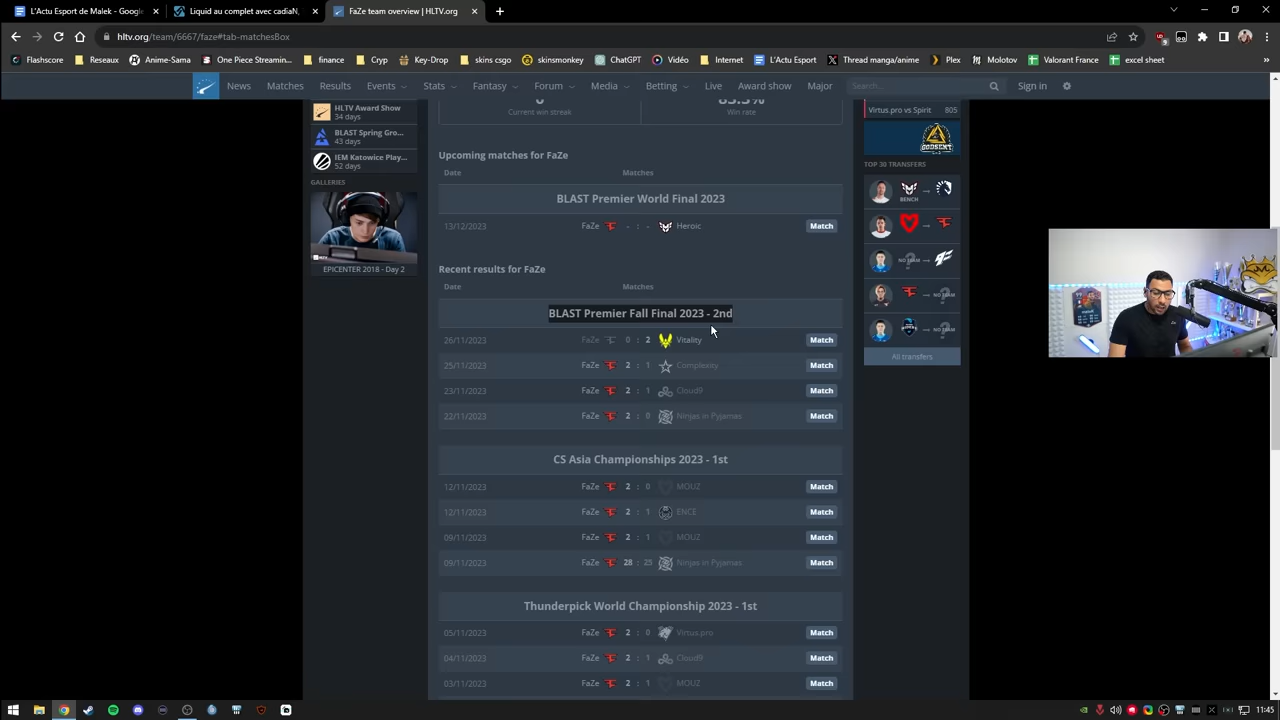 L'Actu Esport de Malek - Google
Liquid au complet avec cadiaN,
FaZe team overview | HLTV.org
hltv.org/team/6667/faze#tab-matchesBox
Flashscore
Reseaux
Anime-Sama
One Piece Streamin...
finance
Crypto
Key-Drop
skins csgo
skinsmonkey
ChatGPT
Vidéo
Internet
L'Actu Esport
Thread manga/anime
Plex
Molotov
Valorant France
excel sheet
News
Matches
Results
Events
Stats
Fantasy
Forum
Media
Betting
Live
Award show
Major
Search...
Sign in
HLTV Award Show
34 days
BLAST Spring Gro...
43 days
IEM Katowice Play...
52 days
GALLERIES
EPICENTER 2018 - Day 2
Current win streak
83.3%
Win rate
Upcoming matches for FaZe
Date Matches
BLAST Premier World Final 2023
13/12/2023 FaZe - : - Heroic Match
Recent results for FaZe
Date Matches
BLAST Premier Fall Final 2023 - 2nd
26/11/2023 FaZe 0 : 2 Vitality Match
25/11/2023 FaZe 2 : 1 Complexity Match
23/11/2023 FaZe 2 : 1 Cloud9 Match
22/11/2023 FaZe 2 : 0 Ninjas in Pyjamas Match
CS Asia Championships 2023 - 1st
12/11/2023 FaZe 2 : 0 MOUZ Match
12/11/2023 FaZe 2 : 1 ENCE Match
09/11/2023 FaZe 2 : 1 MOUZ Match
09/11/2023 FaZe 28 : 25 Ninjas in Pyjamas Match
Thunderpick World Championship 2023 - 1st
05/11/2023 FaZe 2 : 0 Virtus.pro Match
04/11/2023 FaZe 2 : 1 Cloud9 Match
03/11/2023 FaZe 2 : 1 MOUZ Match
Virtus.pro vs Spirit 805
GODSENT
TOP 30 TRANSFERS
BENCH
NO TEAM
NO TEAM
NO TEAM
All transfers
11:45